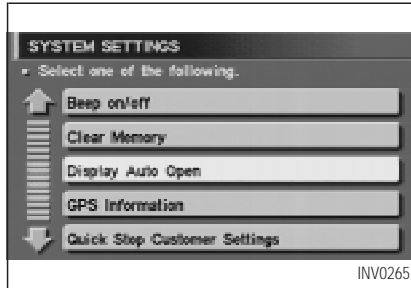 SYSTEM SETTINGS
Select one of the following.
Beep on/off
Clear Memory
Display Auto Open
GPS Information
Quick Stop Customer Settings
INV0265